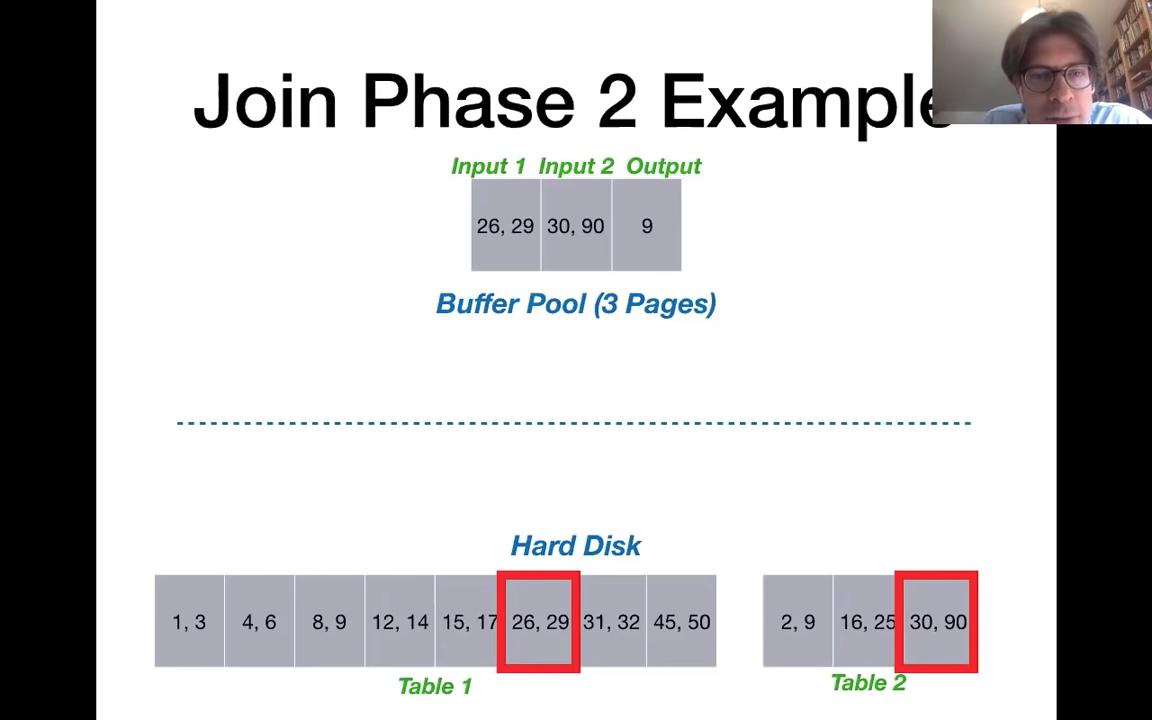 Join Phase 2 Example
Input 1 Input 2 Output
26, 29 30, 90 9
Buffer Pool (3 Pages)
Hard Disk
1, 3 4, 6 8, 9 12, 14 15, 17 26, 29 31, 32 45, 50 2, 9 16, 25 30, 90
Table 1 Table 2